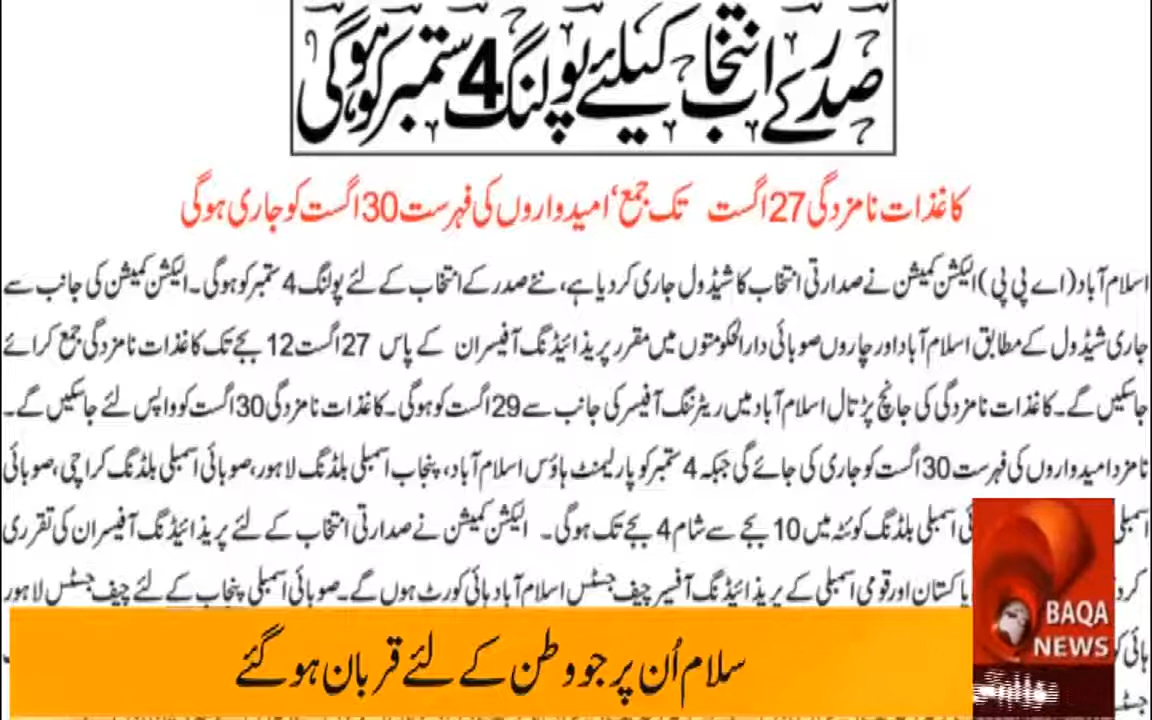 صدر کے انتخاب کیلئے پولنگ 4 ستمبر کو ہوگی
کاغذات نامزدگی 27 اگست تک جمع، امیدواروں کی فہرست 30 اگست کو جاری ہوگی
اسلام آباد (اے پی پی) الیکشن کمیشن نے صدارتی انتخاب کا شیڈول جاری کر دیا ہے، نئے صدر کے انتخاب کے لئے پولنگ 4 ستمبر کو ہوگی۔ الیکشن کمیشن کی جانب سے
جاری شیڈول کے مطابق اسلام آباد اور چاروں صوبائی دارالحکومتوں میں مقرر پریذائیڈنگ آفیسران کے پاس 27 اگست 12 بجے تک کاغذات نامزدگی جمع کرائے
جاسکیں گے۔ کاغذات نامزدگی کی جانچ پڑتال اسلام آباد میں ریٹرننگ آفیسر کی جانب سے 29 اگست کو ہوگی۔ کاغذات نامزدگی 30 اگست کو واپس لئے جاسکیں گے۔
نامزد امیدواروں کی فہرست 30 اگست کو جاری کی جائے گی جبکہ 4 ستمبر کو پارلیمنٹ ہاؤس اسلام آباد، پنجاب اسمبلی بلڈنگ لاہور، صوبائی اسمبلی بلڈنگ کراچی، صوبائی
اسمبلی ئی اسمبلی بلڈنگ کوئٹہ میں 10 بجے سے شام 4 بجے تک ہوگی۔ الیکشن کمیشن نے صدارتی انتخاب کے لئے پریذائیڈنگ آفیسران کی تقرری
کرد پاکستان اور قومی اسمبلی کے پریذائیڈنگ آفیسر چیف جسٹس اسلام آباد ہائی کورٹ ہوں گے۔ صوبائی اسمبلی پنجاب کے لئے چیف جسٹس لاہور
ہائی کو
جسٹ
BAQA
NEWS
سلام اُن پر جو وطن کے لئے قربان ہو گئے